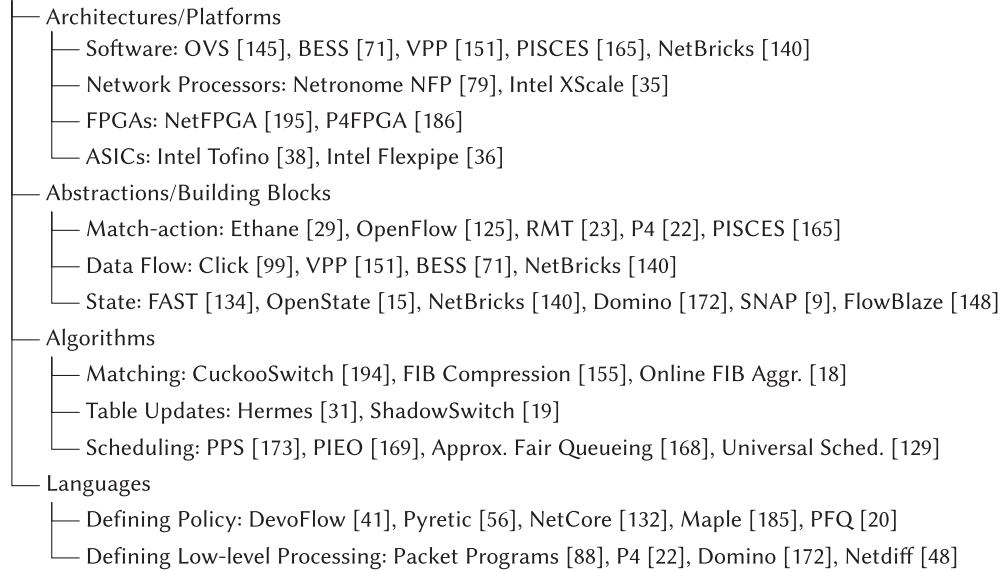 Architectures/Platforms
Software: OVS [145], BESS [71], VPP [151], PISCES [165], NetBricks [140]
Network Processors: Netronome NFP [79], Intel XScale [35]
FPGAs: NetFPGA [195], P4FPGA [186]
ASICs: Intel Tofino [38], Intel Flexpipe [36]
Abstractions/Building Blocks
Match-action: Ethane [29], OpenFlow [125], RMT [23], P4 [22], PISCES [165]
Data Flow: Click [99], VPP [151], BESS [71], NetBricks [140]
State: FAST [134], OpenState [15], NetBricks [140], Domino [172], SNAP [9], FlowBlaze [148]
Algorithms
Matching: CuckooSwitch [194], FIB Compression [155], Online FIB Aggr. [18]
Table Updates: Hermes [31], ShadowSwitch [19]
Scheduling: PPS [173], PIEO [169], Approx. Fair Queueing [168], Universal Sched. [129]
Languages
Defining Policy: DevoFlow [41], Pyretic [56], NetCore [132], Maple [185], PFQ [20]
Defining Low-level Processing: Packet Programs [88], P4 [22], Domino [172], Netdiff [48]